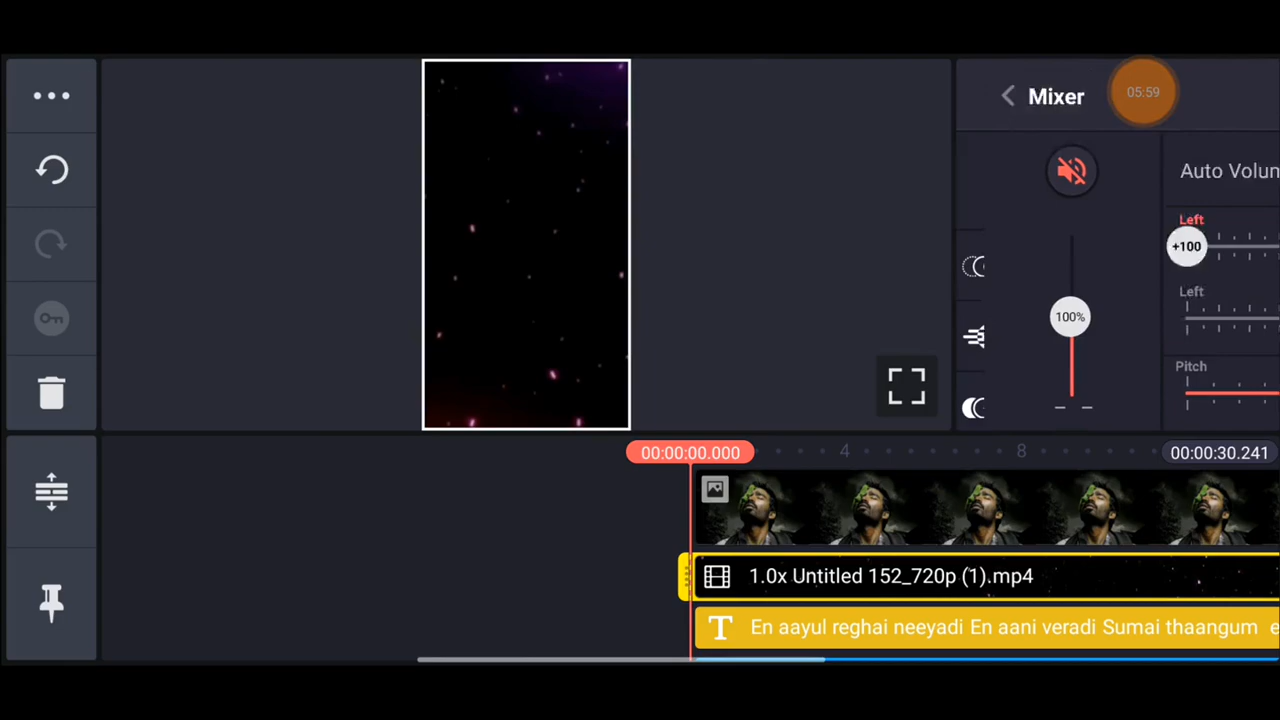 Mixer
05:59
Auto Volum
Left
+100
Left
100%
Pitch
00:00:00.000
4
8
00:00:30.241
1.0x Untitled 152_720p (1).mp4
T En aayul reghai neeyadi En aani veradi Sumai thaangum e